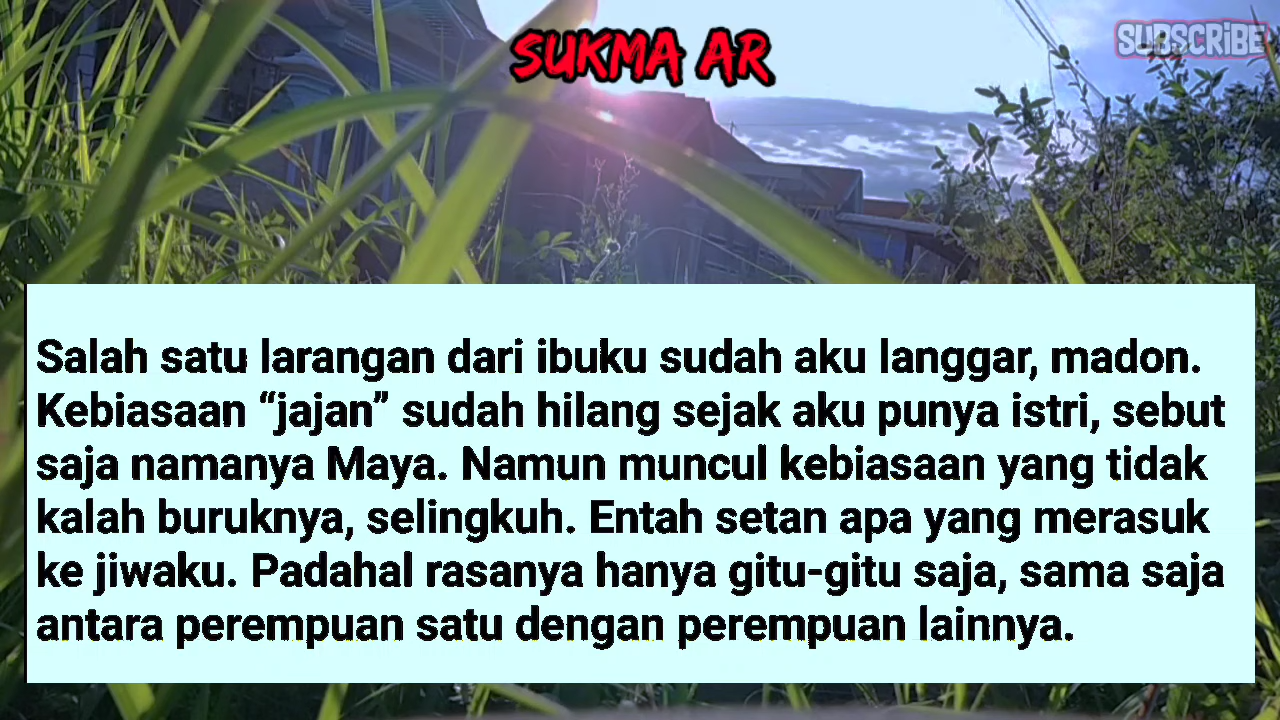 SUKMA AR
SUBSCRiBE
Salah satu larangan dari ibuku sudah aku langgar, madon.
Kebiasaan “jajan” sudah hilang sejak aku punya istri, sebut
saja namanya Maya. Namun muncul kebiasaan yang tidak
kalah buruknya, selingkuh. Entah setan apa yang merasuk
ke jiwaku. Padahal rasanya hanya gitu-gitu saja, sama saja
antara perempuan satu dengan perempuan lainnya.